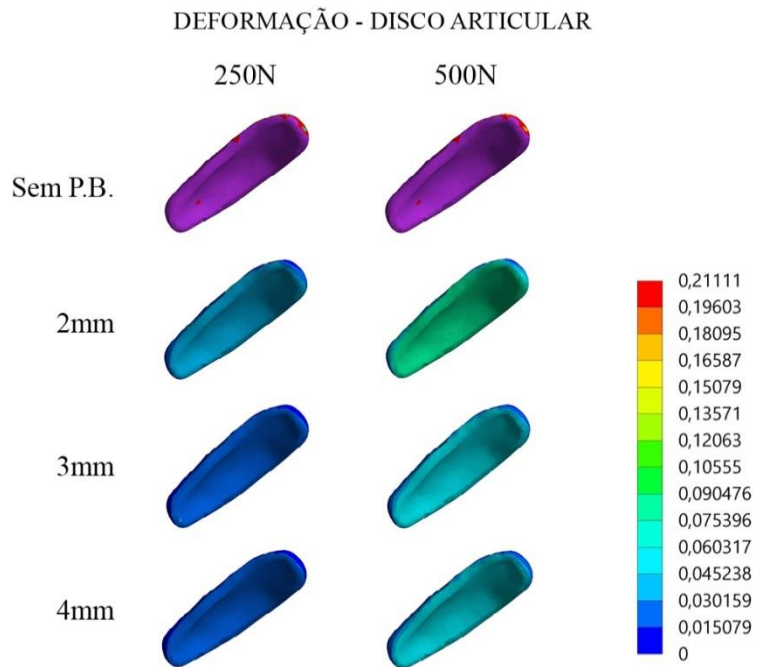 DEFORMAÇÃO - DISCO ARTICULAR
250N
500N
Sem P.B.
2mm
3mm
4mm
0,21111
0,19603
0,18095
0,16587
0,15079
0,13571
0,12063
0,10555
0,090476
0,075396
0,060317
0,045238
0,030159
0,015079
0